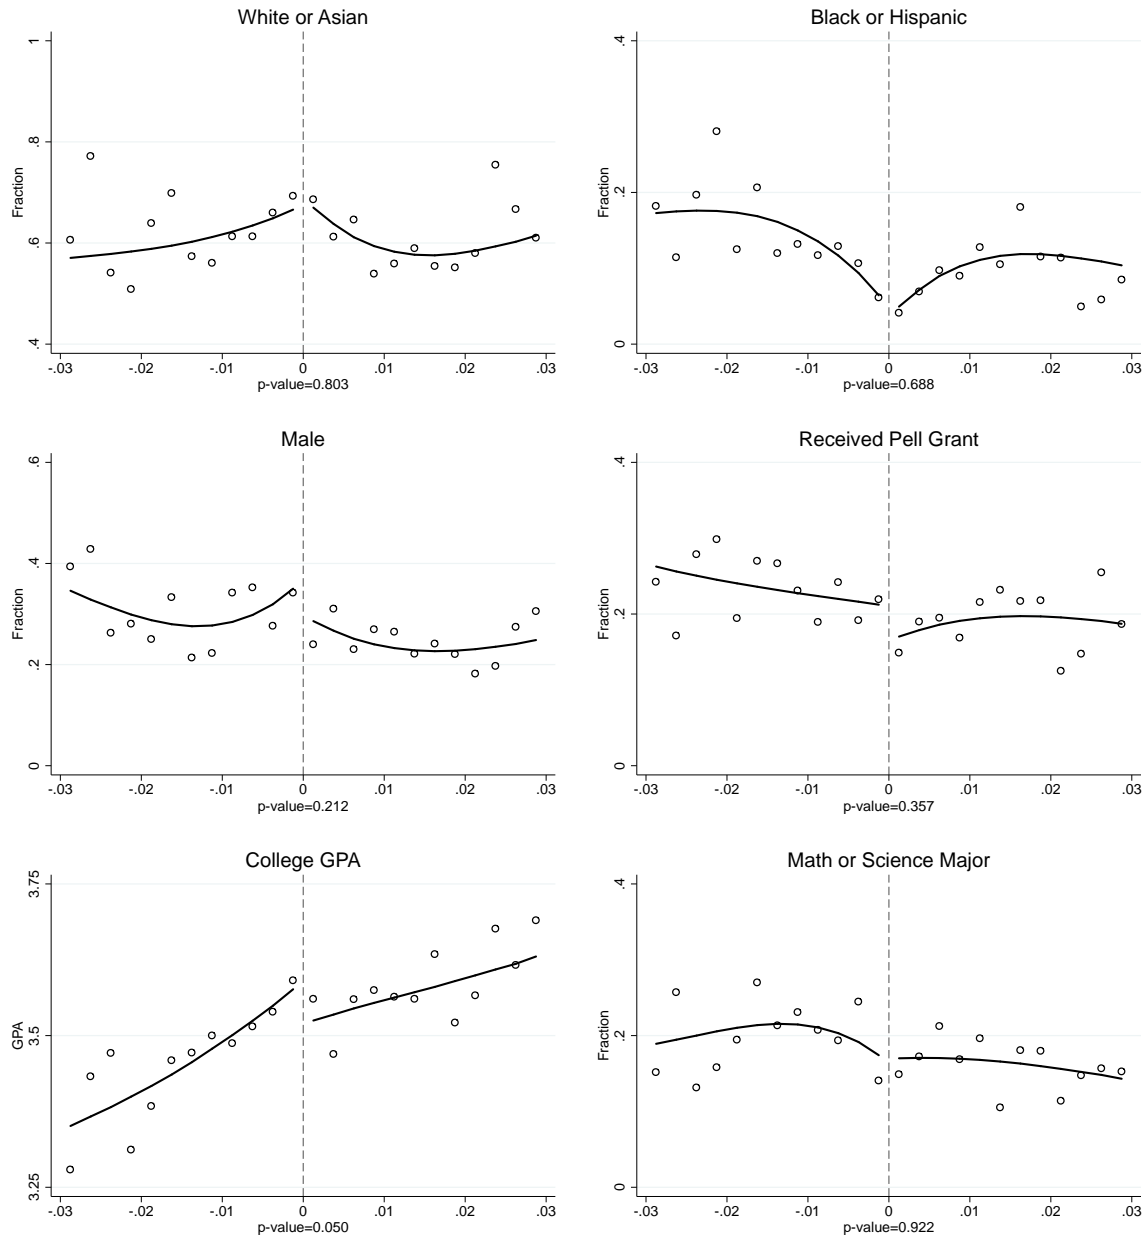 White or Asian
Fraction
1
.8
.6
.4
-.03 -.02 -.01 0 .01 .02 .03
p-value=0.803
Black or Hispanic
Fraction
.4
.2
0
-.03 -.02 -.01 0 .01 .02 .03
p-value=0.688
Male
Fraction
.6
.4
.2
0
-.03 -.02 -.01 0 .01 .02 .03
p-value=0.212
Received Pell Grant
Fraction
.4
.2
0
-.03 -.02 -.01 0 .01 .02 .03
p-value=0.357
College GPA
GPA
3.75
3.5
3.25
-.03 -.02 -.01 0 .01 .02 .03
p-value=0.050
Math or Science Major
Fraction
.4
.2
0
-.03 -.02 -.01 0 .01 .02 .03
p-value=0.922